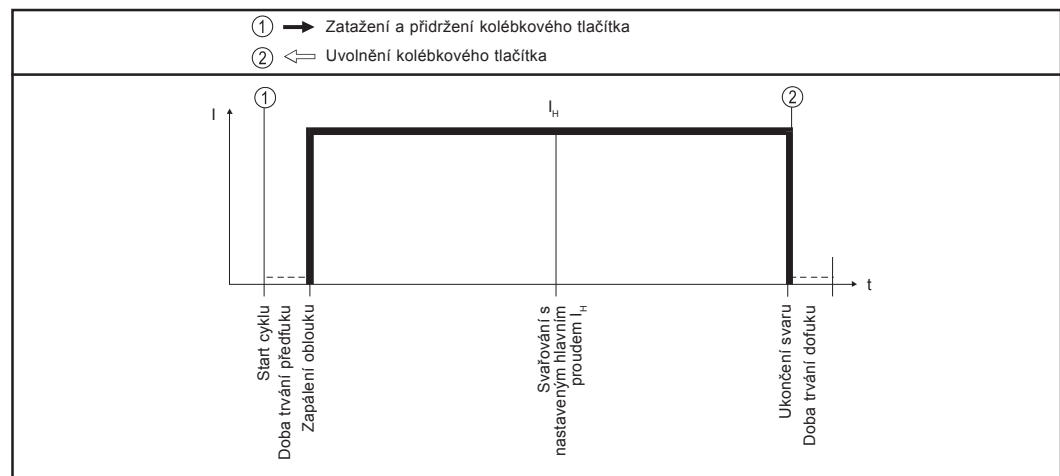 1 Zatažení a přidržení kolébkového tlačítka
2 Uvolnění kolébkového tlačítka
1
2
I
I_H
t
Start cyklu
Doba trvání předfuku
Zapálení oblouku
Svařování s
nastaveným hlavním
proudem I_H
Ukončení svaru
Doba trvání dofuku